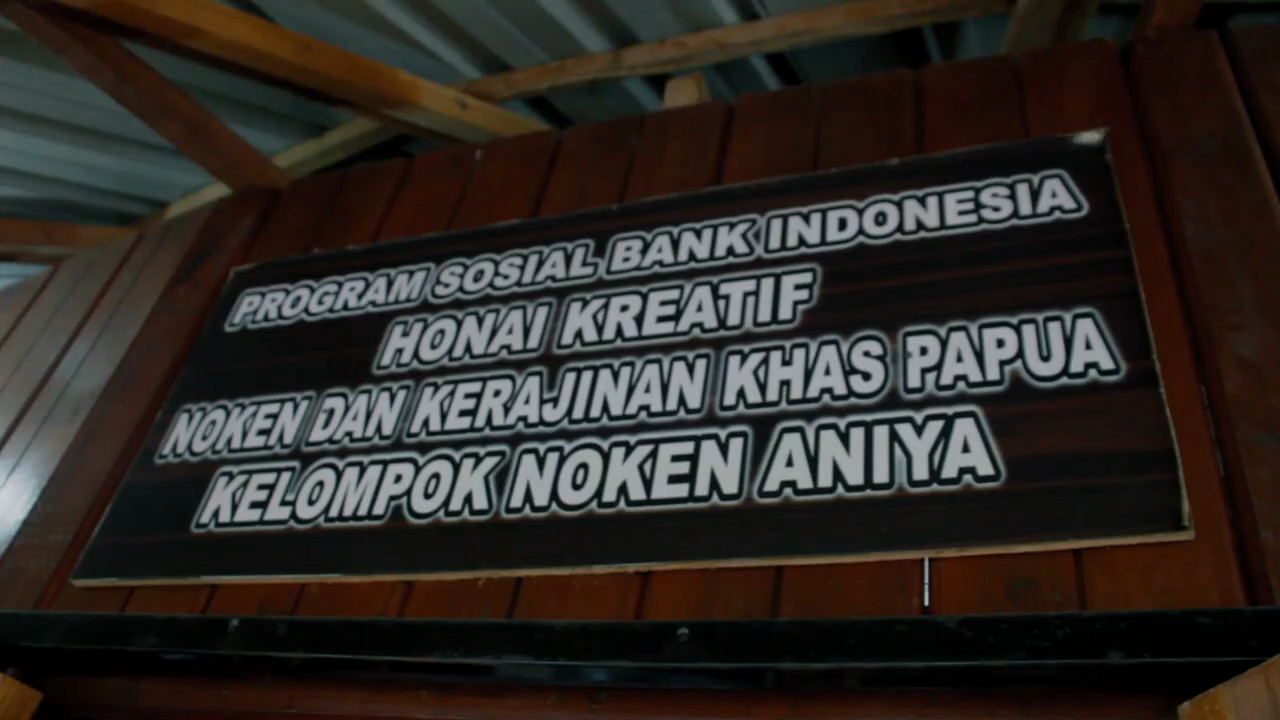 PROGRAM SOSIAL BANK INDONESIA
HONAI KREATIF
NOKEN DAN KERAJINAN KHAS PAPUA
KELOMPOK NOKEN ANIYA